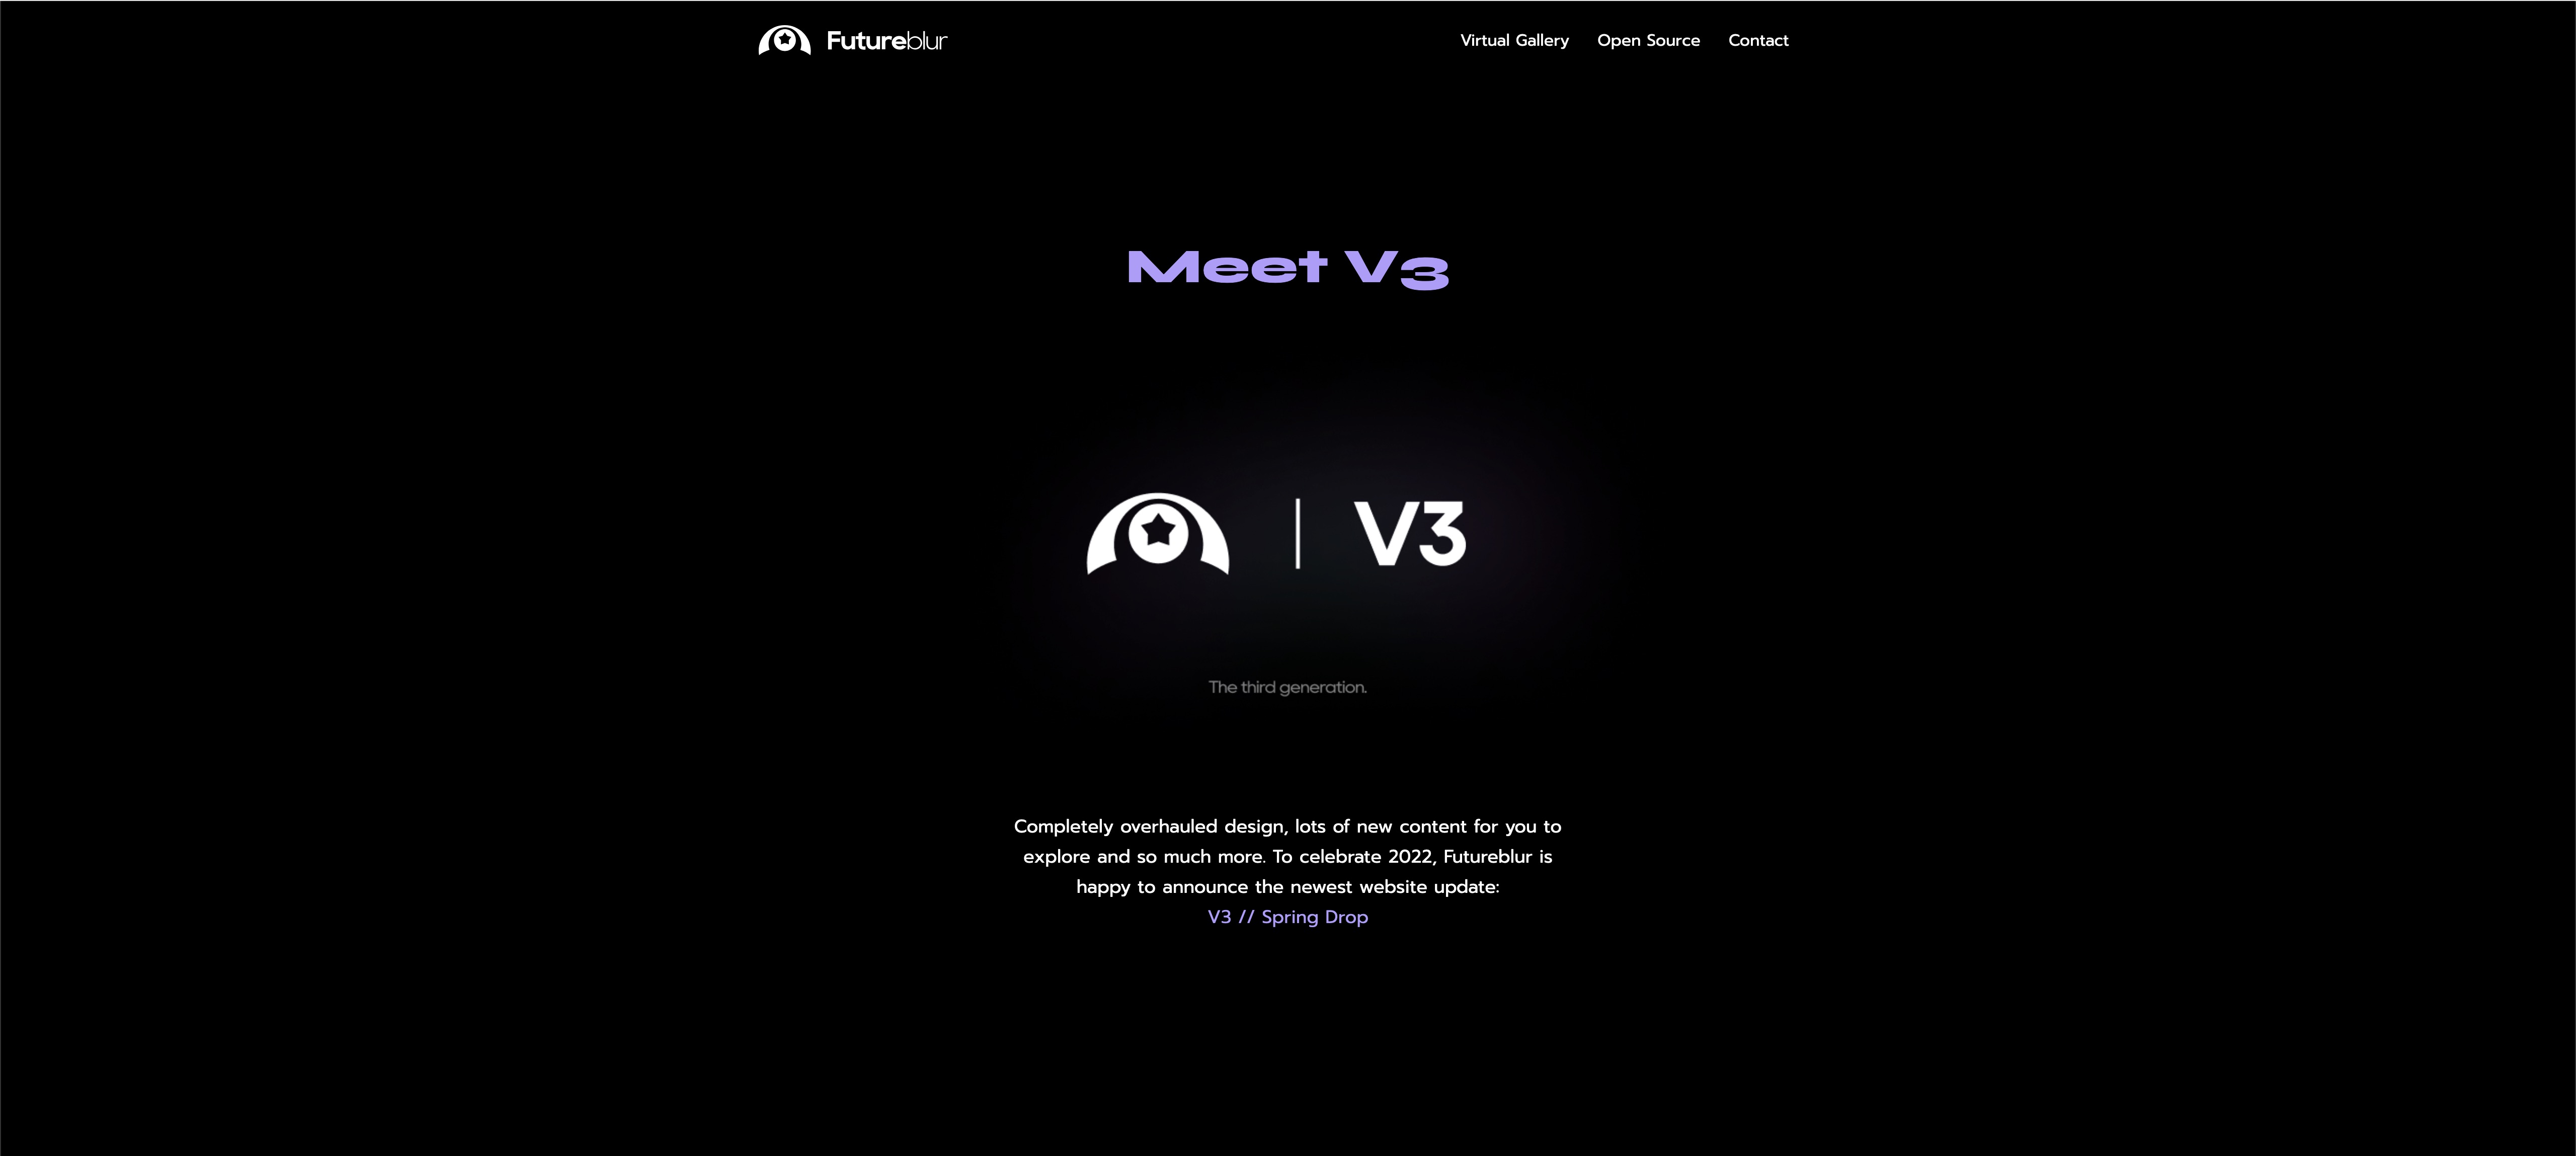 Futureblur
Virtual Gallery
Open Source
Contact
Meet V3
V3
The third generation.
Completely overhauled design, lots of new content for you to
explore and so much more. To celebrate 2022, Futureblur is
happy to announce the newest website update:
V3 // Spring Drop